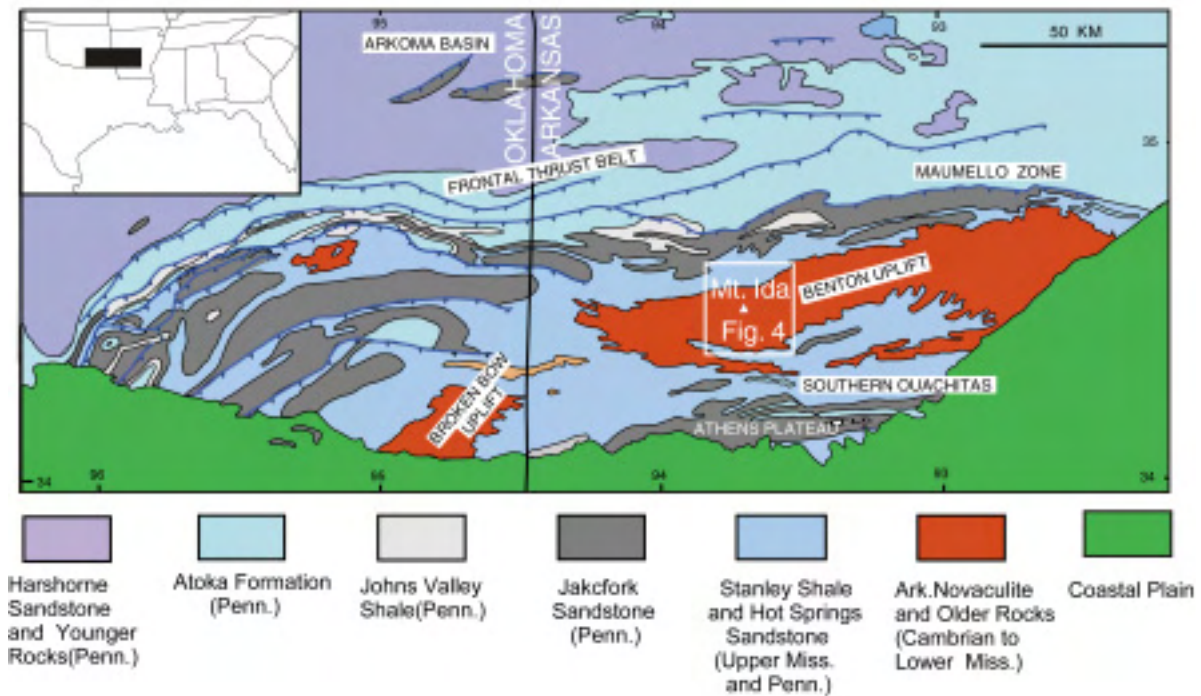 95
94
93
50 KM
ARKOMA BASIN
OKLAHOMA
ARKANSAS
35
FRONTAL THRUST BELT
MAUMELLO ZONE
Mt. Ida
Fig. 4
BENTON UPLIFT
BROKEN BOW
UPLIFT
SOUTHERN OUACHITAS
ATHENS PLATEAU
34
96
95
94
93
34
Harshorne
Sandstone
and Younger
Rocks(Penn.)
Atoka Formation
(Penn.)
Johns Valley
Shale(Penn.)
Jakcfork
Sandstone
(Penn.)
Stanley Shale
and Hot Springs
Sandstone
(Upper Miss.
and Penn.)
Ark.Novaculite
and Older Rocks
(Cambrian to
Lower Miss.)
Coastal Plain